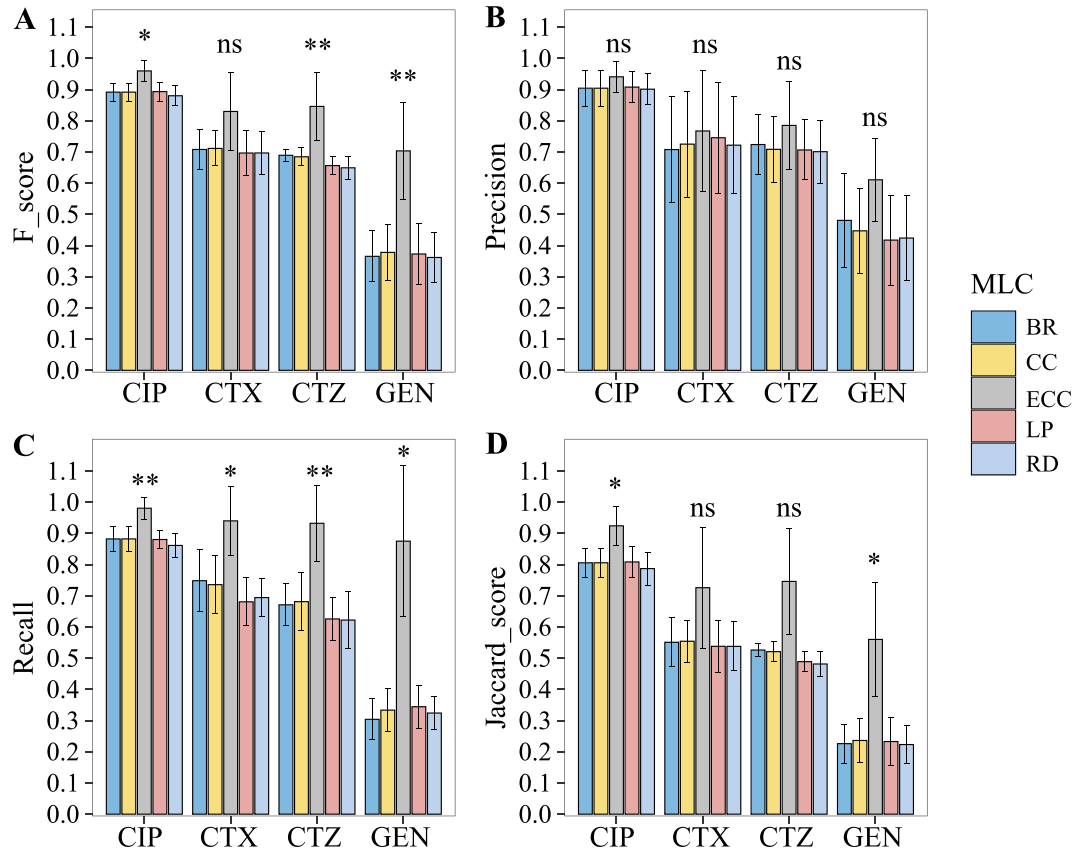 A
F_score
1.1
1.0
0.9
0.8
0.7
0.6
0.5
0.4
0.3
0.2
0.1
0.0
* ns ** **
CIP CTX CTZ GEN
B
Precision
1.1
1.0
0.9
0.8
0.7
0.6
0.5
0.4
0.3
0.2
0.1
0.0
ns ns ns ns
CIP CTX CTZ GEN
C
Recall
1.1
1.0
0.9
0.8
0.7
0.6
0.5
0.4
0.3
0.2
0.1
0.0
** * ** *
CIP CTX CTZ GEN
D
Jaccard_score
1.1
1.0
0.9
0.8
0.7
0.6
0.5
0.4
0.3
0.2
0.1
0.0
* ns ns *
CIP CTX CTZ GEN
MLC
BR
CC
ECC
LP
RD